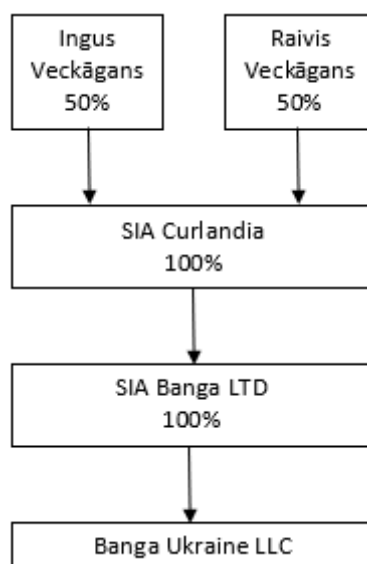 Ingus
Veckāgans
50%
Raivis
Veckāgans
50%
SIA Curlandia
100%
SIA Banga LTD
100%
Banga Ukraine LLC